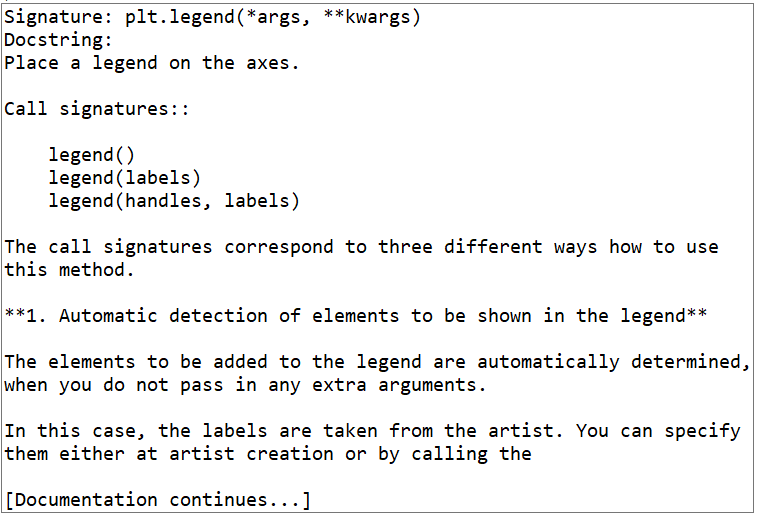 Signature: plt.legend(*args, **kwargs)
Docstring:
Place a legend on the axes.
Call signatures::
legend()
legend(labels)
legend(handles, labels)
The call signatures correspond to three different ways how to use
this method.
**1. Automatic detection of elements to be shown in the legend**
The elements to be added to the legend are automatically determined,
when you do not pass in any extra arguments.
In this case, the labels are taken from the artist. You can specify
them either at artist creation or by calling the
[Documentation continues...]